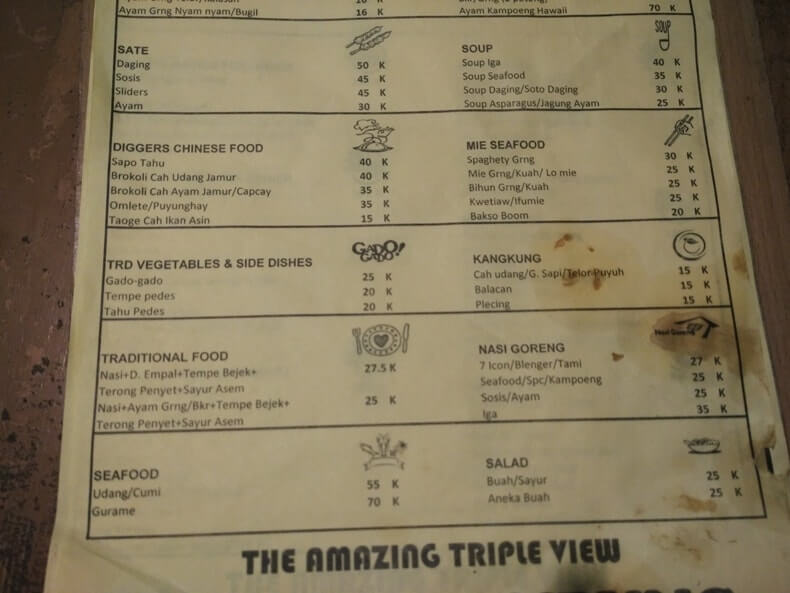 Ayam Grng Nyam nyam/Bugil 16 K
Ayam Kampoeng Hawaii 70 K
SATE
Daging 50 K
Sosis 45 K
Sliders 45 K
Ayam 30 K
SOUP
SOUP
Soup Iga 40 K
Soup Seafood 35 K
Soup Daging/Soto Daging 30 K
Soup Asparagus/Jagung Ayam 25 K
DIGGERS CHINESE FOOD
Sapo Tahu 40 K
Brokoli Cah Udang Jamur 40 K
Brokoli Cah Ayam Jamur/Capcay 35 K
Omlete/Puyunghay 35 K
Taoge Cah Ikan Asin 15 K
MIE SEAFOOD
Spaghety Grng 30 K
Mie Grng/Kuah/ Lo mie 25 K
Bihun Grng/Kuah 25 K
Kwetiaw/Ifumie 25 K
Bakso Boom 20 K
GADO GADO!
TRD VEGETABLES & SIDE DISHES
Gado-gado 25 K
Tempe pedes 20 K
Tahu Pedes 20 K
KANGKUNG
Cah udang/G. Sapi/Telor Puyuh 15 K
Balacan 15 K
Plecing 15 K
TRADITIONAL FOOD
Nasi+D. Empal+Tempe Bejek+ 27.5 K
Terong Penyet+Sayur Asem
Nasi+Ayam Grng/Bkr+Tempe Bejek+ 25 K
Terong Penyet+Sayur Asem
Nasi Goreng
NASI GORENG
7 Icon/Blenger/Tami 27 K
Seafood/Spc/Kampoeng 25 K
Sosis/Ayam 25 K
Iga 35 K
SEAFOOD
Udang/Cumi 55 K
Gurame 70 K
SALAD
Buah/Sayur 25 K
Aneka Buah 25 K
THE AMAZING TRIPLE VIEW